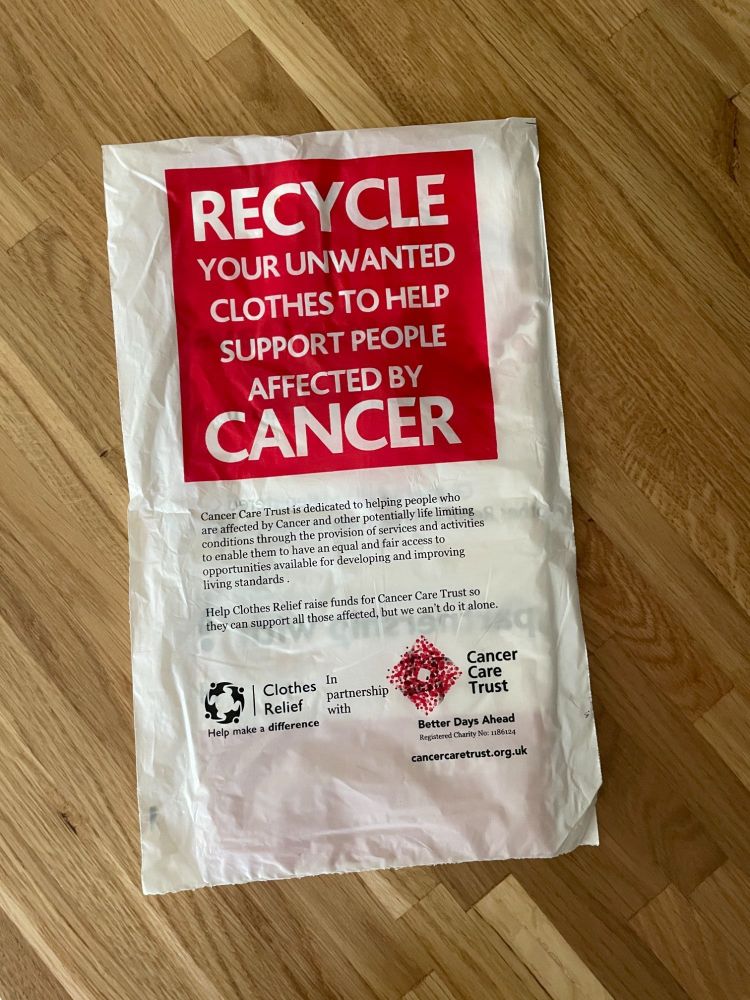 RECYCLE
YOUR UNWANTED
CLOTHES TO HELP
SUPPORT PEOPLE
AFFECTED BY
CANCER
Cancer Care Trust is dedicated to helping people who
are affected by Cancer and other potentially life limiting
conditions through the provision of services and activities
to enable them to have an equal and fair access to
opportunities available for developing and improving
living standards .
Help Clothes Relief raise funds for Cancer Care Trust so
they can support all those affected, but we can't do it alone.
Clothes
Relief
Help make a difference
In
partnership
with
Cancer
Care
Trust
Better Days Ahead
Registered Charity No: 1186124
cancercaretrust.org.uk